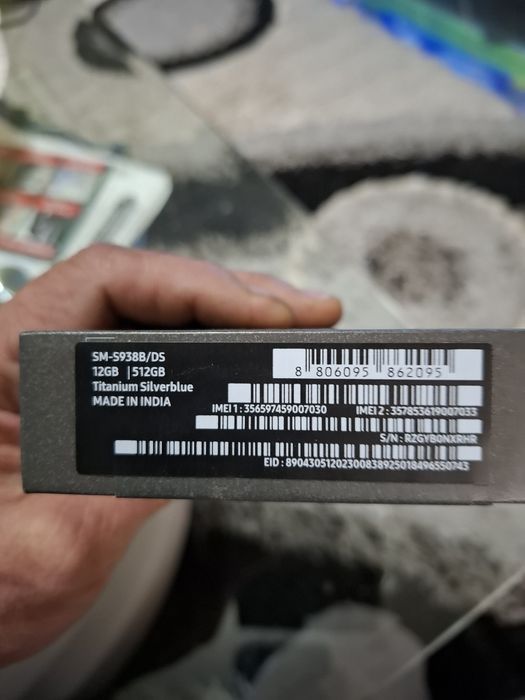 SM-S938B/DS
12GB | 512GB
Titanium Silverblue
MADE IN INDIA
8 806095 862095
IMEI 1 : 356597459007030 IMEI 2 : 357853619007033
S/N : RZGYB0NXRHR
EID : 89043051202300838925018496550743